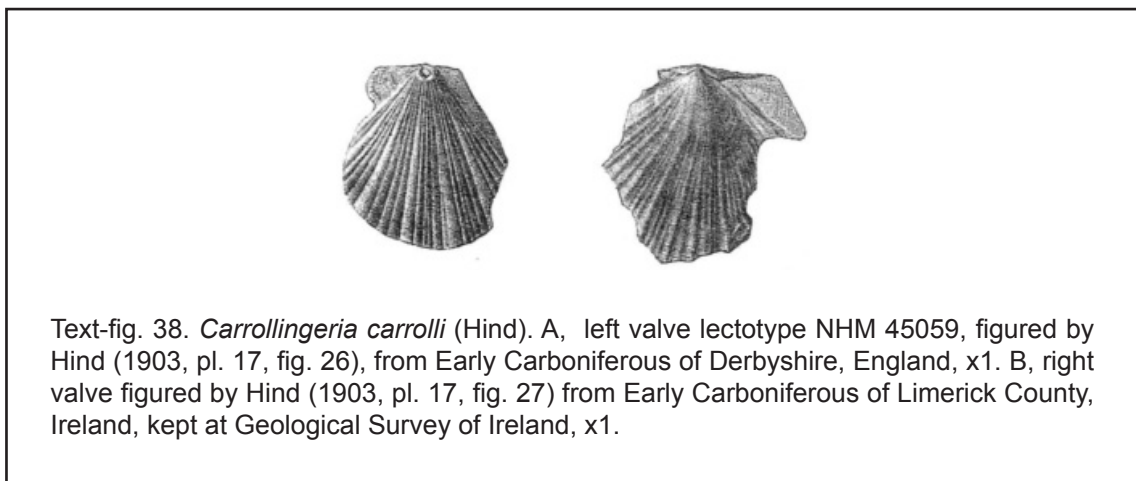 Text-fig. 38. Carrollingeria carrolli (Hind). A,  left valve lectotype NHM 45059, figured by
Hind (1903, pl. 17, fig. 26), from Early Carboniferous of Derbyshire, England, x1. B, right
valve figured by Hind (1903, pl. 17, fig. 27) from Early Carboniferous of Limerick County,
Ireland, kept at Geological Survey of Ireland, x1.